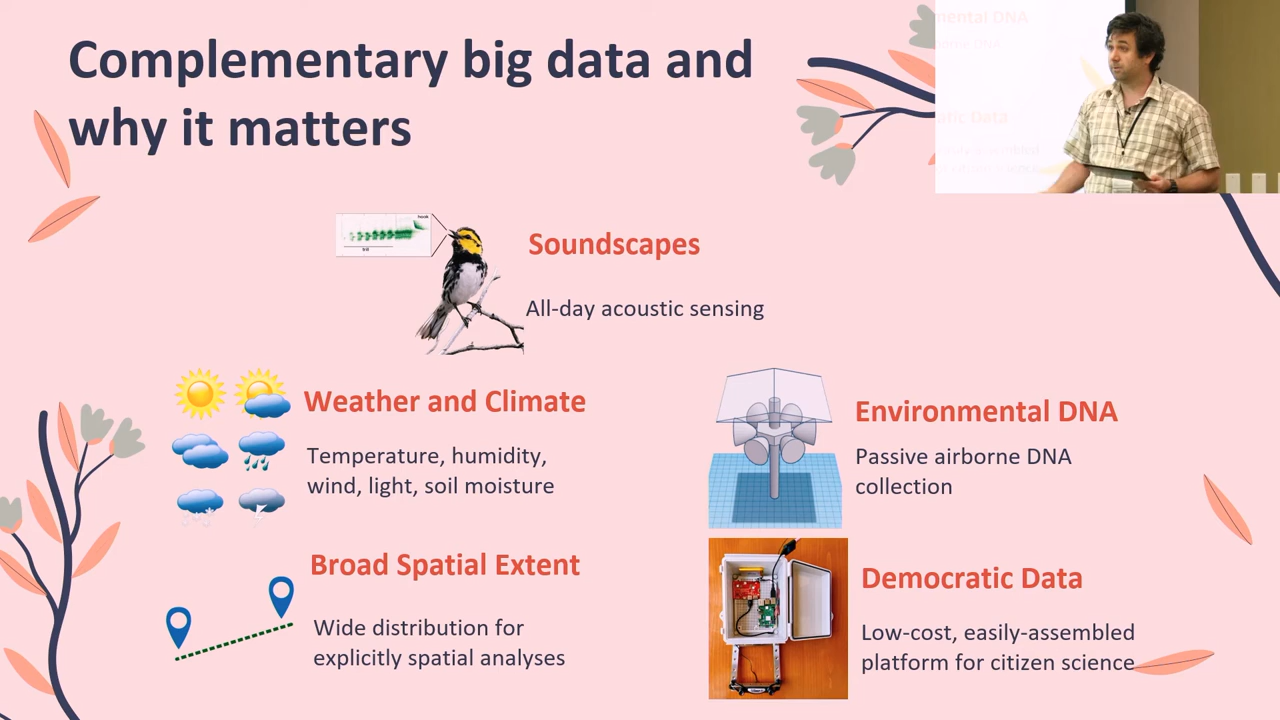 Complementary big data and
why it matters
mental DNA
Soundscapes
All-day acoustic sensing
Weather and Climate
Temperature, humidity,
wind, light, soil moisture
Environmental DNA
Passive airborne DNA
collection
Broad Spatial Extent
Wide distribution for
explicitly spatial analyses
Democratic Data
Low-cost, easily-assembled
platform for citizen science